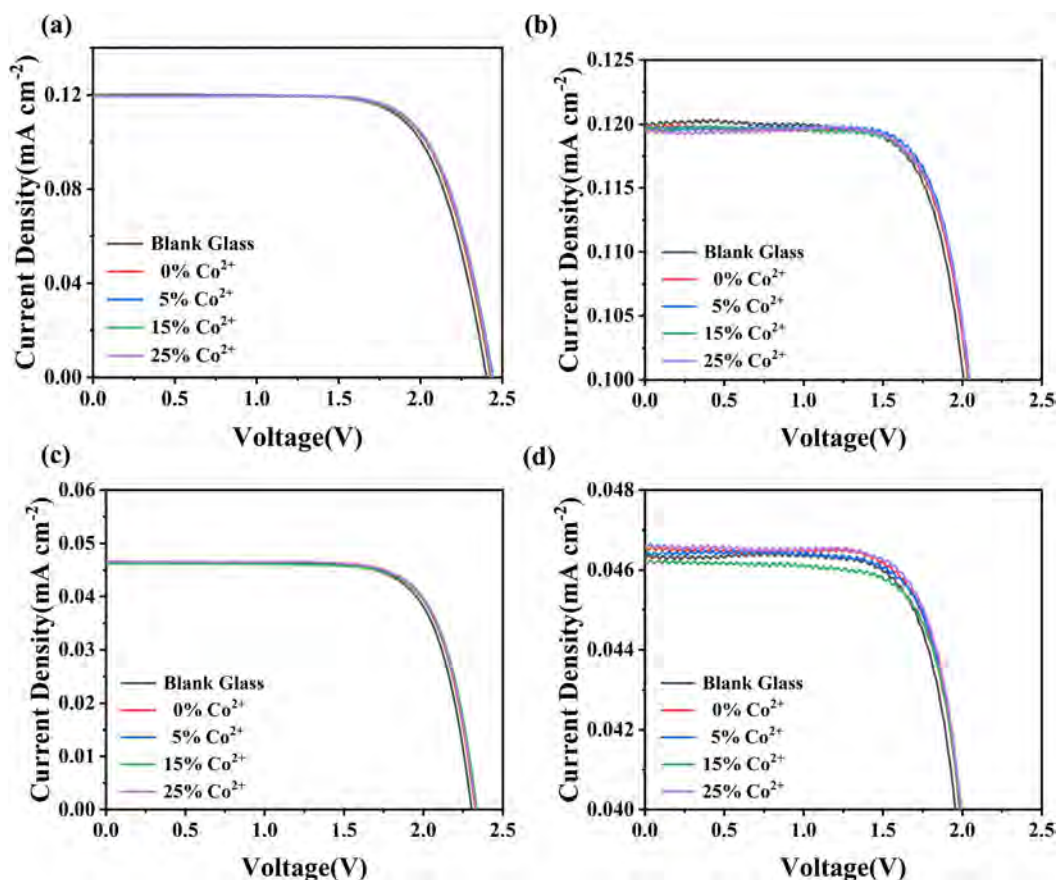 (a)
Current Density(mA cm⁻²)
0.12
0.08
0.04
0.00
Blank Glass
0% Co²⁺
5% Co²⁺
15% Co²⁺
25% Co²⁺
0.0 0.5 1.0 1.5 2.0 2.5
Voltage(V)
(b)
Current Density(mA cm⁻²)
0.125
0.120
0.115
0.110
0.105
0.100
Blank Glass
0% Co²⁺
5% Co²⁺
15% Co²⁺
25% Co²⁺
0.0 0.5 1.0 1.5 2.0 2.5
Voltage(V)
(c)
Current Density(mA cm⁻²)
0.06
0.05
0.04
0.03
0.02
0.01
0.00
Blank Glass
0% Co²⁺
5% Co²⁺
15% Co²⁺
25% Co²⁺
0.0 0.5 1.0 1.5 2.0 2.5
Voltage(V)
(d)
Current Density(mA cm⁻²)
0.048
0.046
0.044
0.042
0.040
Blank Glass
0% Co²⁺
5% Co²⁺
15% Co²⁺
25% Co²⁺
0.0 0.5 1.0 1.5 2.0 2.5
Voltage(V)